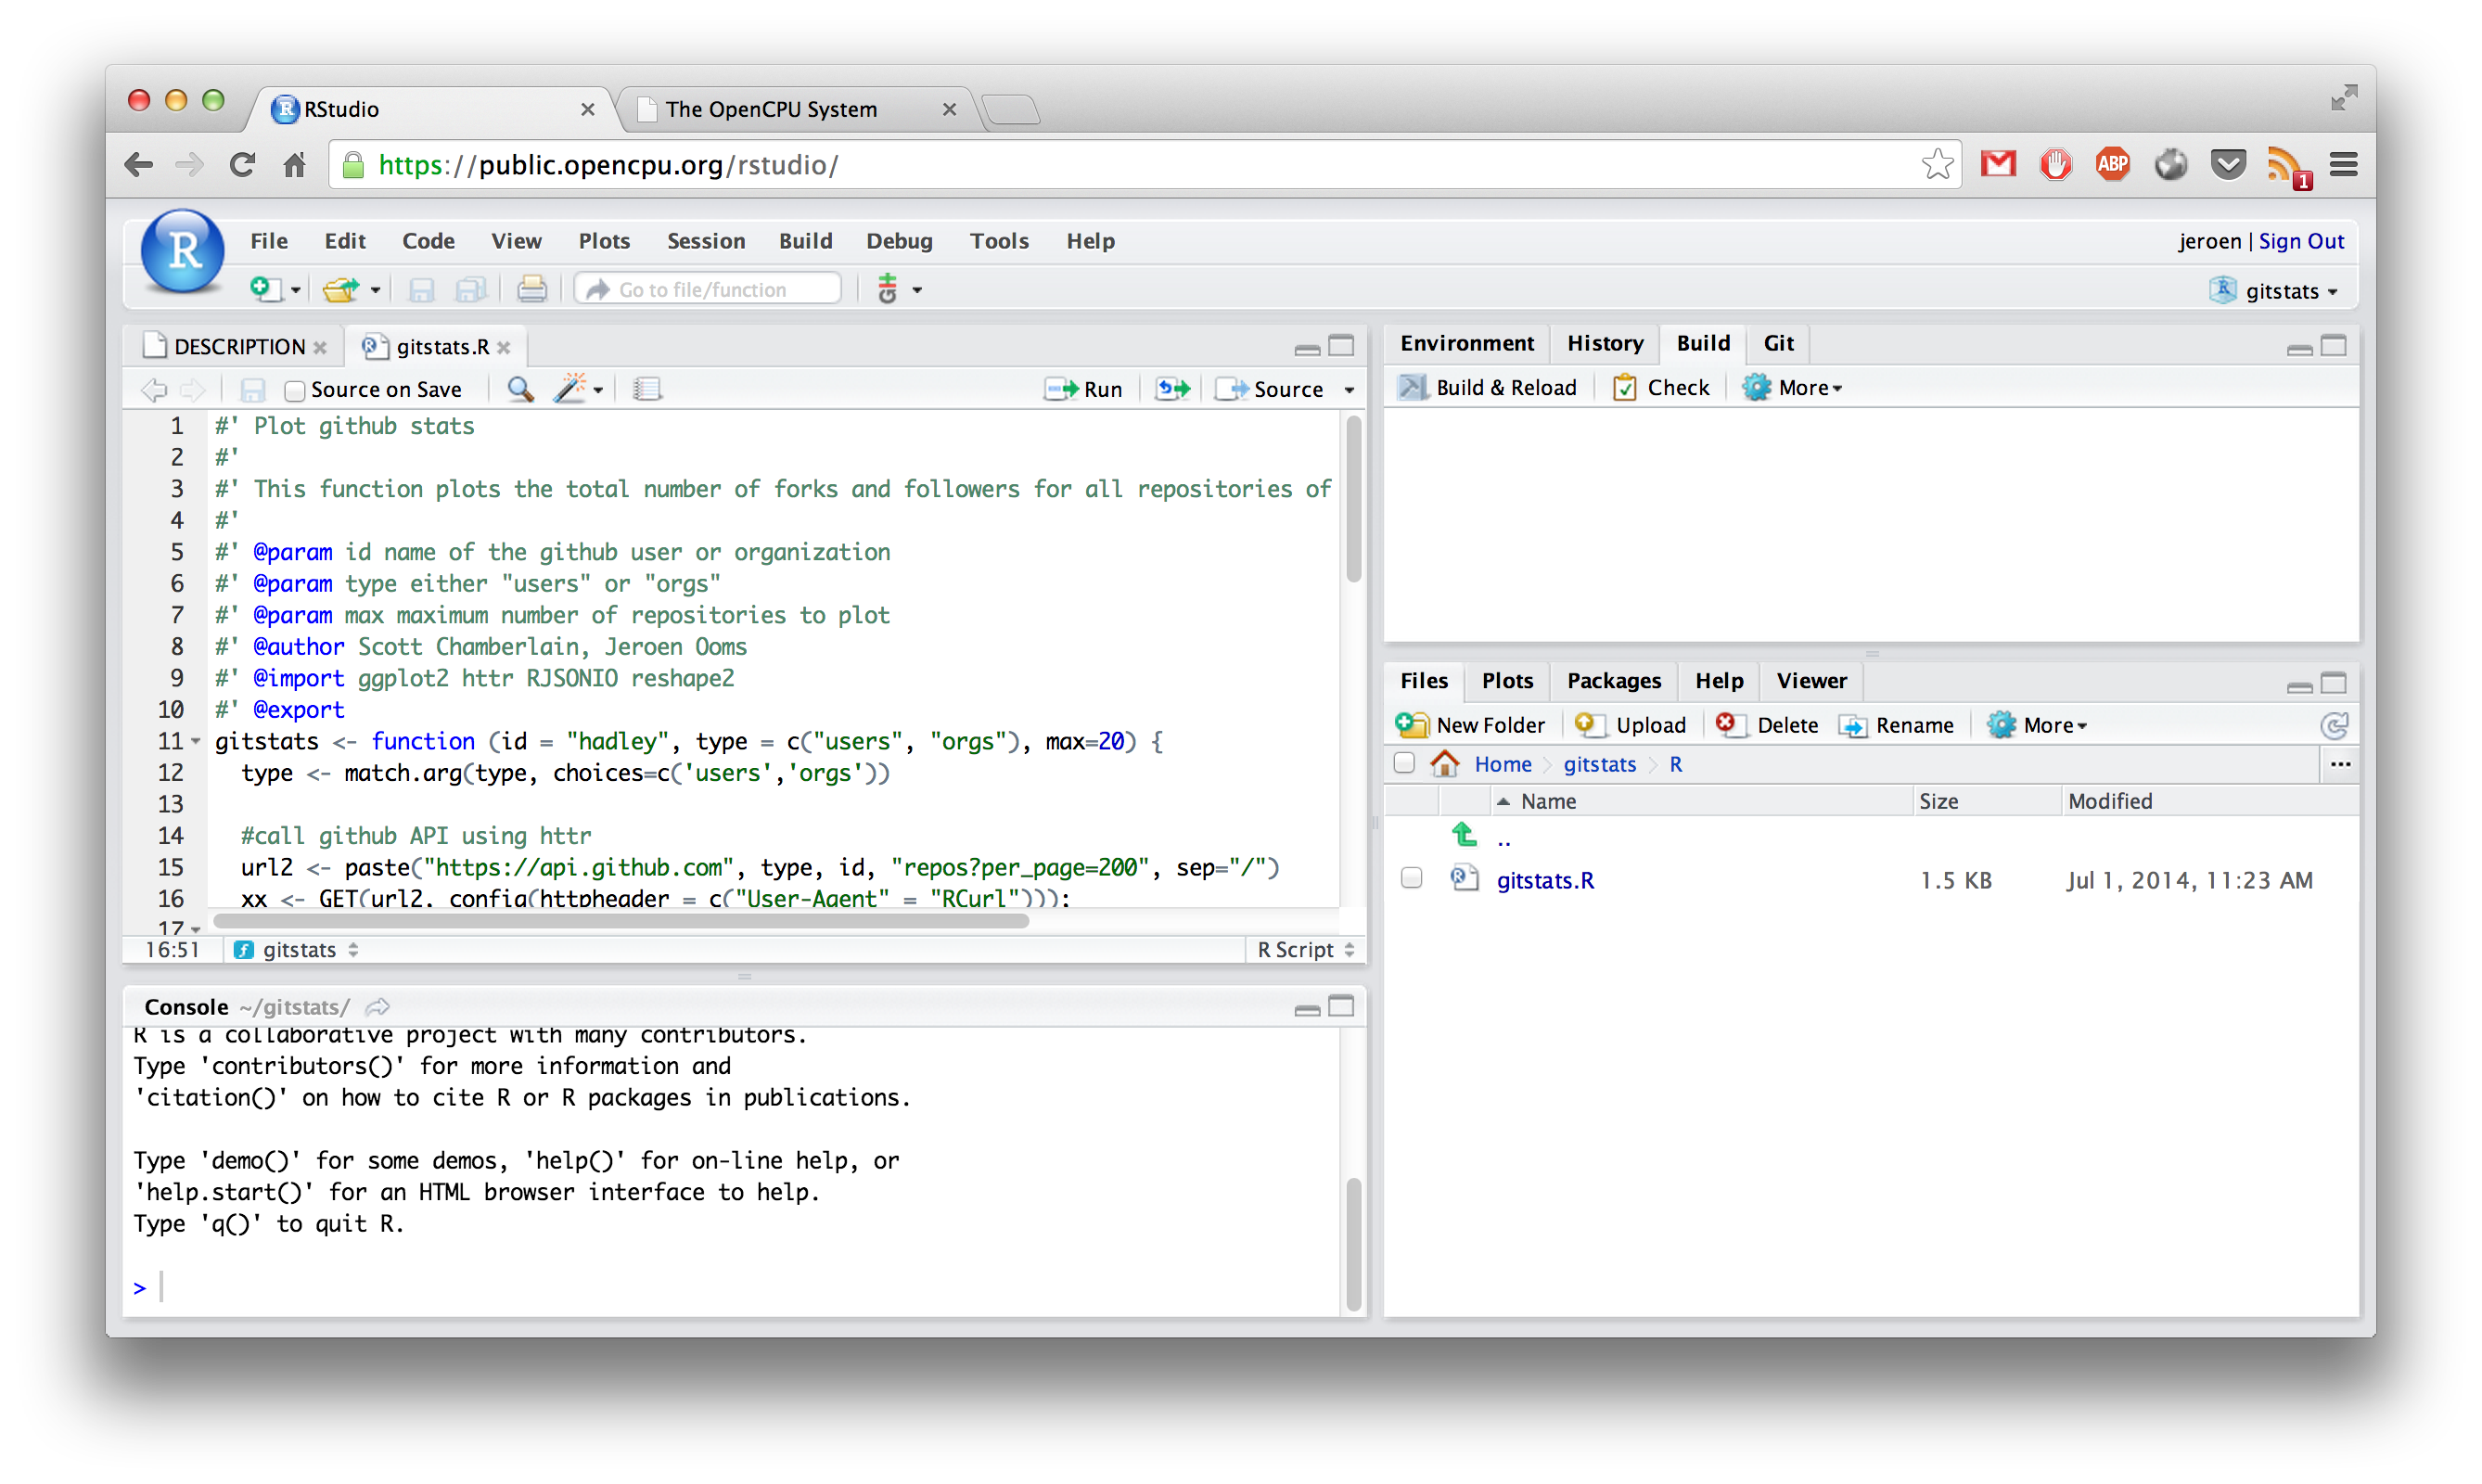 RStudio
The OpenCPU System
https://public.opencpu.org/rstudio/
ABP
1
R
File Edit Code View Plots Session Build Debug Tools Help
jeroen | Sign Out
Go to file/function
gitstats
DESCRIPTION
gitstats.R
Source on Save
Run
Source
1 #' Plot github stats
2 #'
3 #' This function plots the total number of forks and followers for all repositories of
4 #'
5 #' @param id name of the github user or organization
6 #' @param type either "users" or "orgs"
7 #' @param max maximum number of repositories to plot
8 #' @author Scott Chamberlain, Jeroen Ooms
9 #' @import ggplot2 httr RJSONIO reshape2
10 #' @export
11 gitstats <- function (id = "hadley", type = c("users", "orgs"), max=20) {
12 type <- match.arg(type, choices=c('users','orgs'))
13
14 #call github API using httr
15 url2 <- paste("https://api.github.com", type, id, "repos?per_page=200", sep="/")
16 xx <- GET(url2, config(httpheader = c("User-Agent" = "RCurl")));
17
16:51
gitstats
R Script
Console ~/gitstats/
R is a collaborative project with many contributors.
Type 'contributors()' for more information and
'citation()' on how to cite R or R packages in publications.
Type 'demo()' for some demos, 'help()' for on-line help, or
'help.start()' for an HTML browser interface to help.
Type 'q()' to quit R.
>
Environment History Build Git
Build & Reload Check More
Files Plots Packages Help Viewer
New Folder Upload Delete Rename More
Home gitstats R ...
Name Size Modified
..
gitstats.R 1.5 KB Jul 1, 2014, 11:23 AM